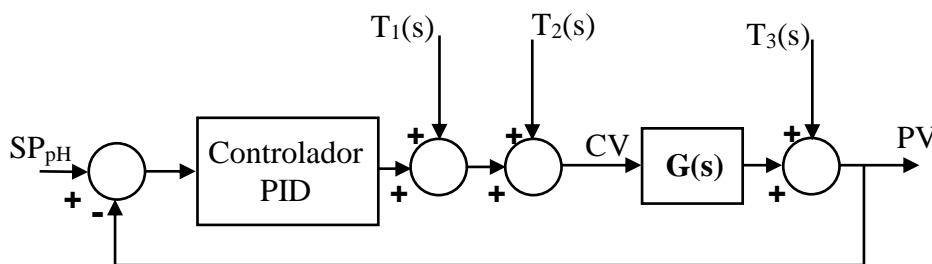 T₁(s)
T₂(s)
T₃(s)
SPpH
+
-
Controlador
PID
+
+
+
+
CV
G(s)
+
+
PV